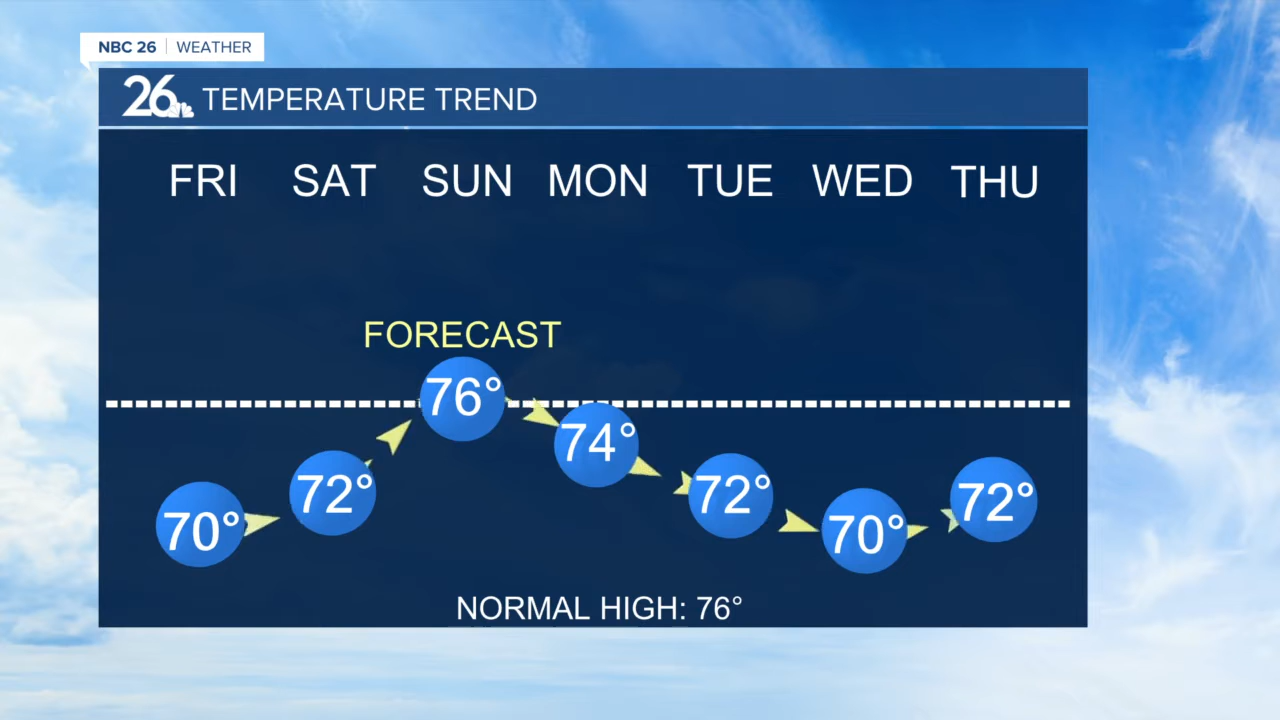 NBC 26 | WEATHER
26 TEMPERATURE TREND
FRI SAT SUN MON TUE WED THU
FORECAST
70° 72° 76° 74° 72° 70° 72°
NORMAL HIGH: 76°